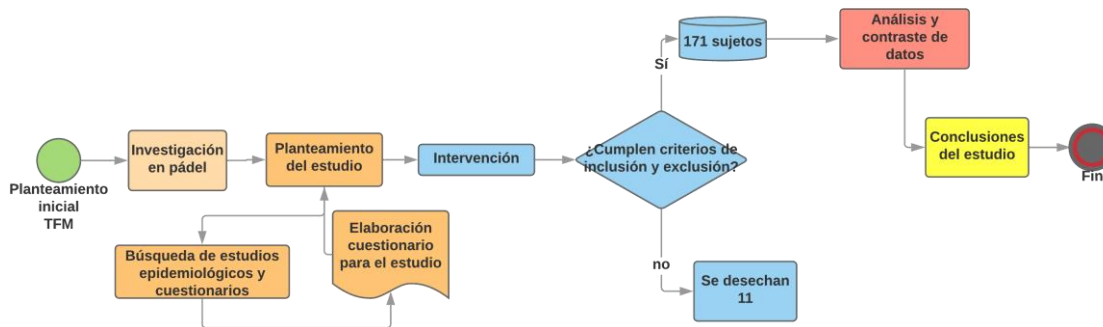 Planteamiento
inicial
TFM
Investigación
en pádel
Planteamiento
del estudio
Búsqueda de estudios
epidemiológicos y
cuestionarios
Elaboración
cuestionario
para el estudio
Intervención
¿Cumplen criterios de
inclusión y exclusión?
Sí
171 sujetos
no
Se desechan
11
Análisis y
contraste de
datos
Conclusiones
del estudio
Fin